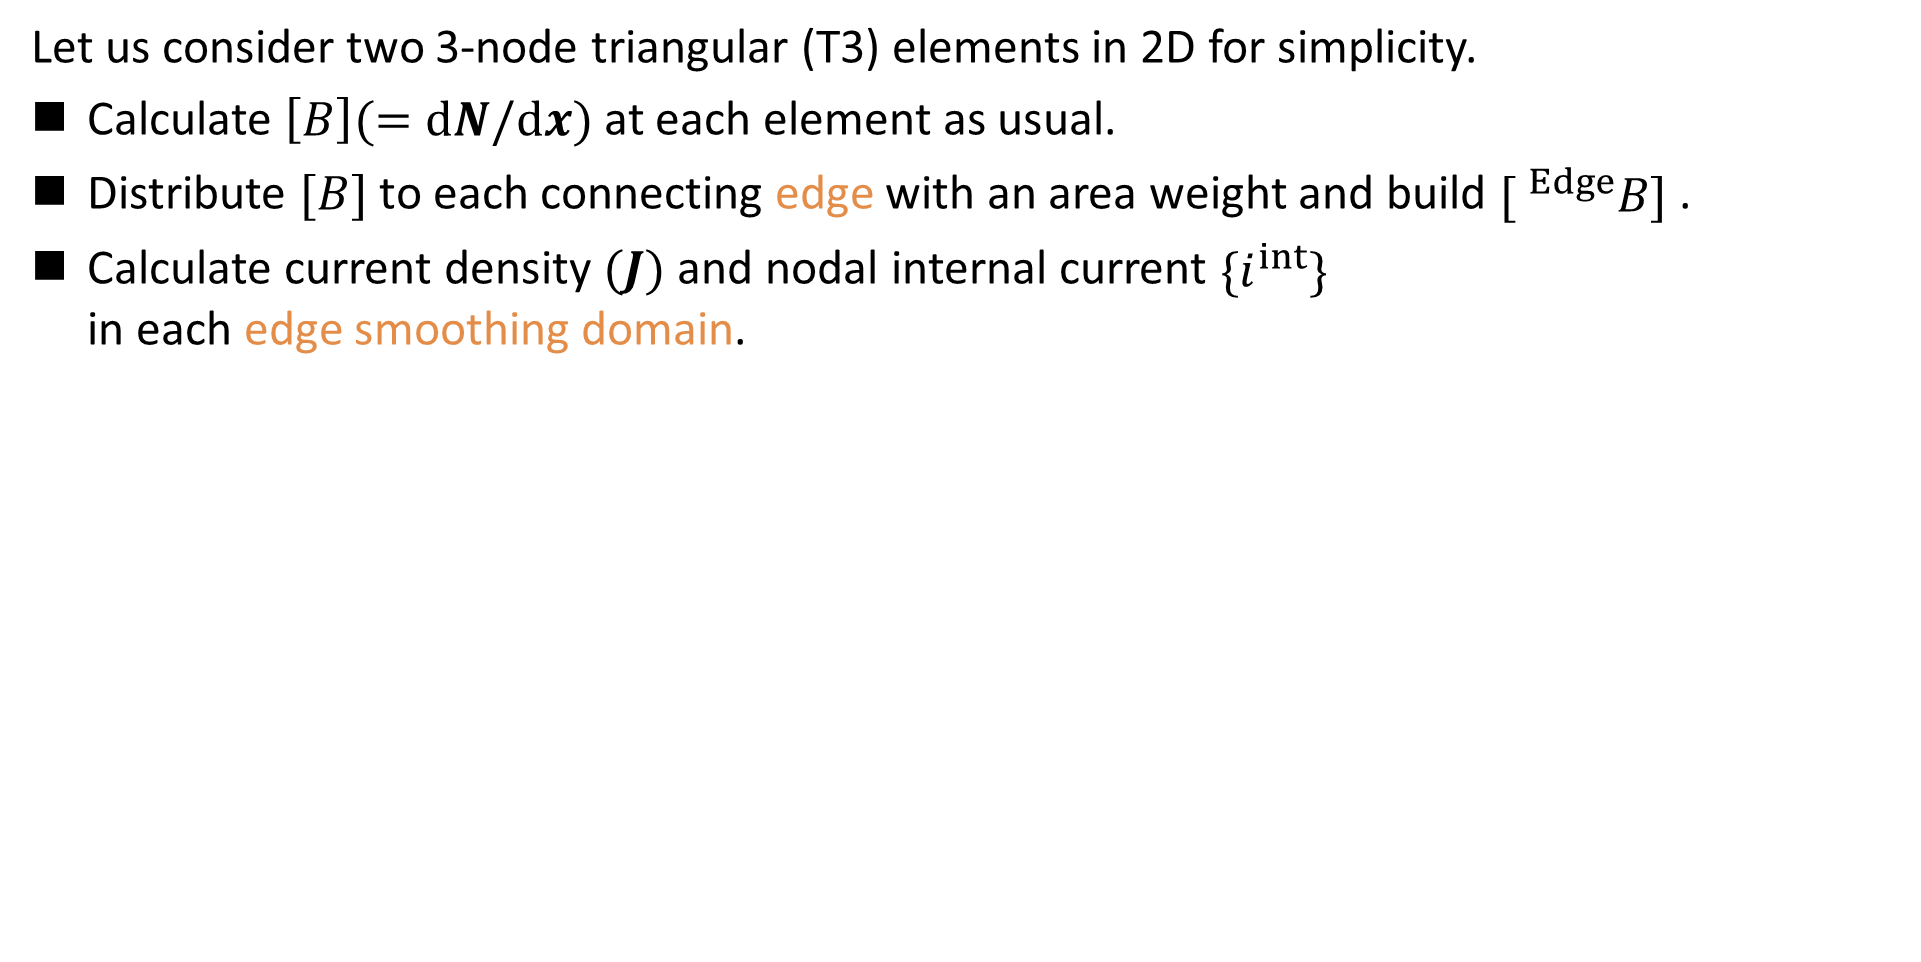 Let us consider two 3-node triangular (T3) elements in 2D for simplicity.
■ Calculate [B](= dN/dx) at each element as usual.
■ Distribute [B] to each connecting edge with an area weight and build [ ᴱᵈᵍᵉB] .
■ Calculate current density (J) and nodal internal current {i^int}
in each edge smoothing domain.